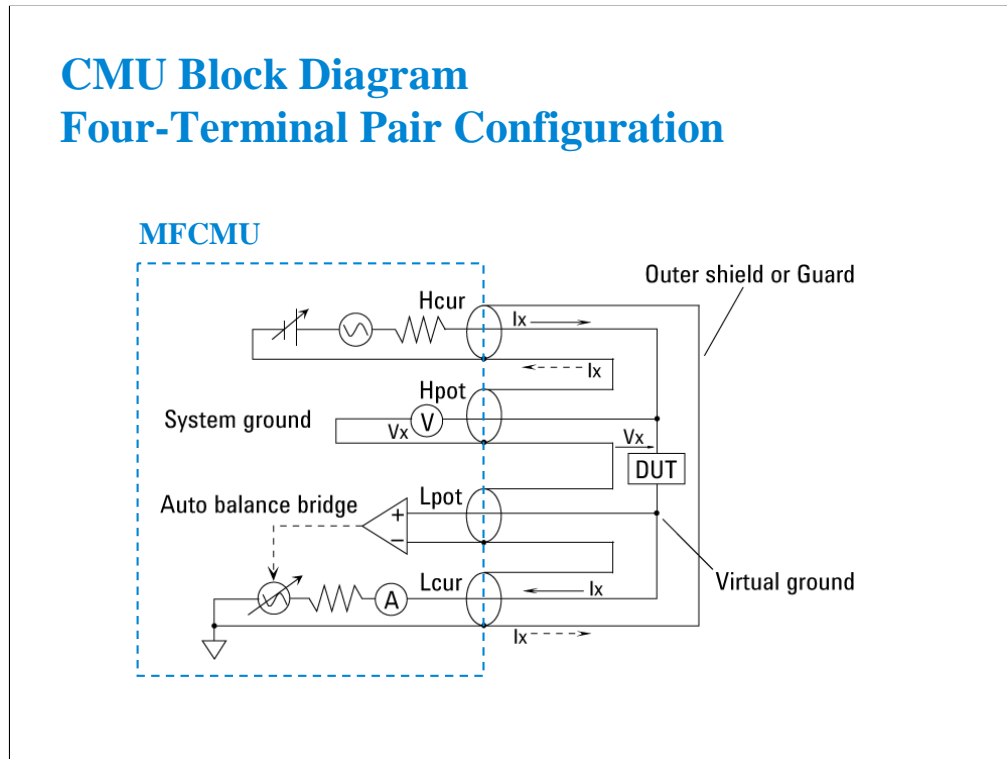 CMU Block Diagram
Four-Terminal Pair Configuration
MFCMU
Outer shield or Guard
Hcur
Ix
Ix
Hpot
System ground
V
Vx
Vx
DUT
Lpot
Auto balance bridge
+
−
Lcur
Virtual ground
A
Ix
Ix